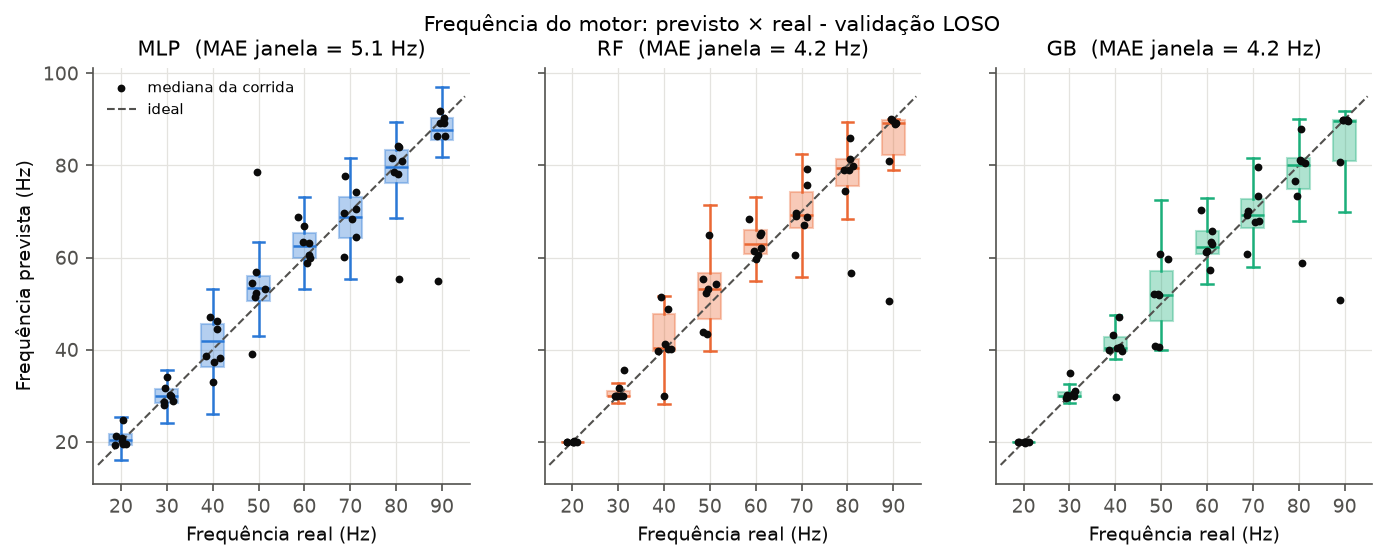 Frequência do motor: previsto × real - validação LOSO
MLP  (MAE janela = 5.1 Hz)
RF  (MAE janela = 4.2 Hz)
GB  (MAE janela = 4.2 Hz)
mediana da corrida
ideal
Frequência prevista (Hz)
100
80
60
40
20
20 30 40 50 60 70 80 90
20 30 40 50 60 70 80 90
20 30 40 50 60 70 80 90
Frequência real (Hz)
Frequência real (Hz)
Frequência real (Hz)